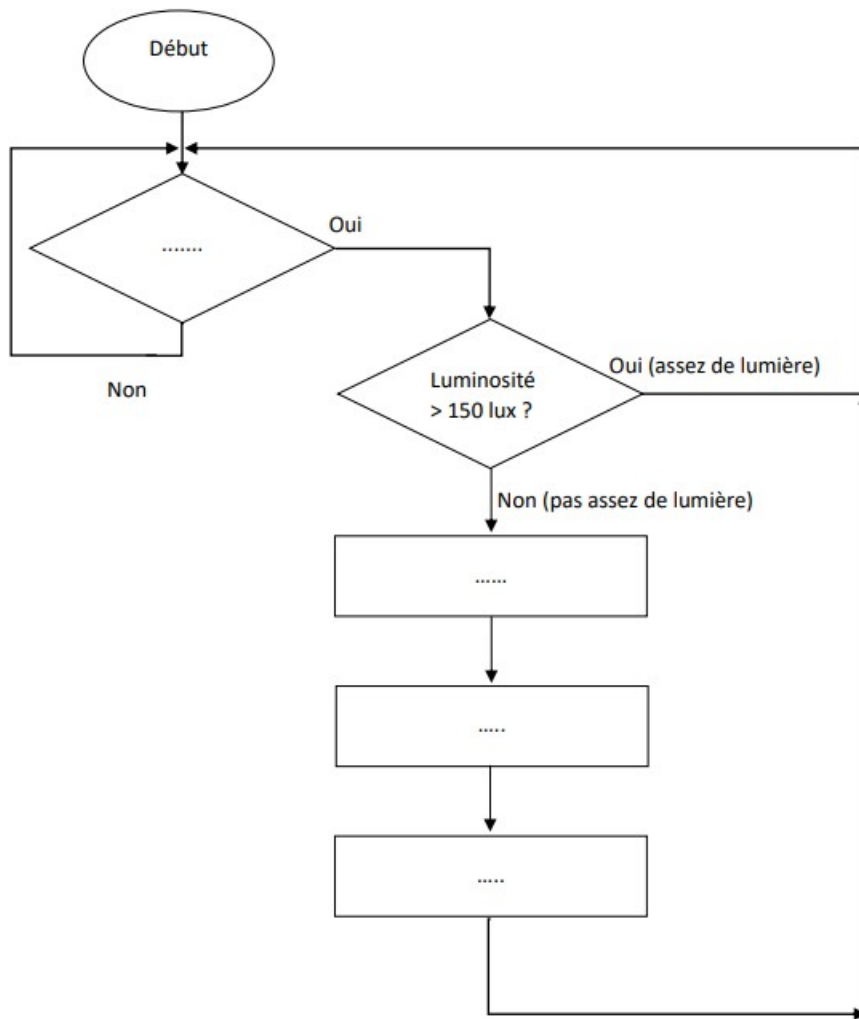 Début
Oui
.......
Luminosité
> 150 lux ?
Oui (assez de lumière)
Non
Non (pas assez de lumière)
……
…..
…..